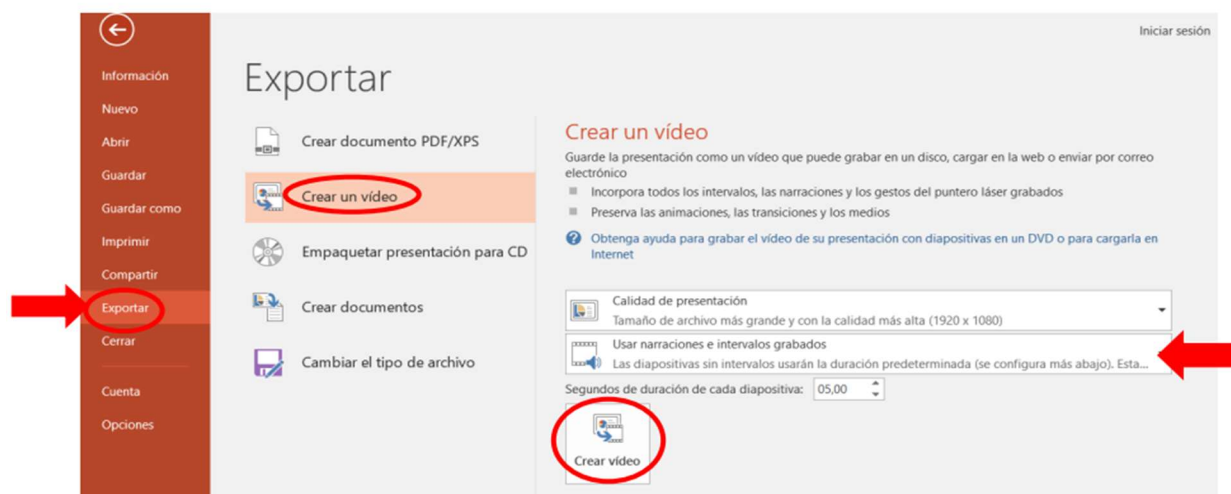 Iniciar sesión
Información
Nuevo
Abrir
Guardar
Guardar como
Imprimir
Compartir
Exportar
Cerrar
Cuenta
Opciones
Exportar
Crear documento PDF/XPS
Crear un vídeo
Empaquetar presentación para CD
Crear documentos
Cambiar el tipo de archivo
Crear un vídeo
Guarde la presentación como un vídeo que puede grabar en un disco, cargar en la web o enviar por correo
electrónico
Incorpora todos los intervalos, las narraciones y los gestos del puntero láser grabados
Preserva las animaciones, las transiciones y los medios
Obtenga ayuda para grabar el vídeo de su presentación con diapositivas en un DVD o para cargarla en
Internet
Calidad de presentación
Tamaño de archivo más grande y con la calidad más alta (1920 x 1080)
Usar narraciones e intervalos grabados
Las diapositivas sin intervalos usarán la duración predeterminada (se configura más abajo). Esta...
Segundos de duración de cada diapositiva: 05,00
Crear vídeo